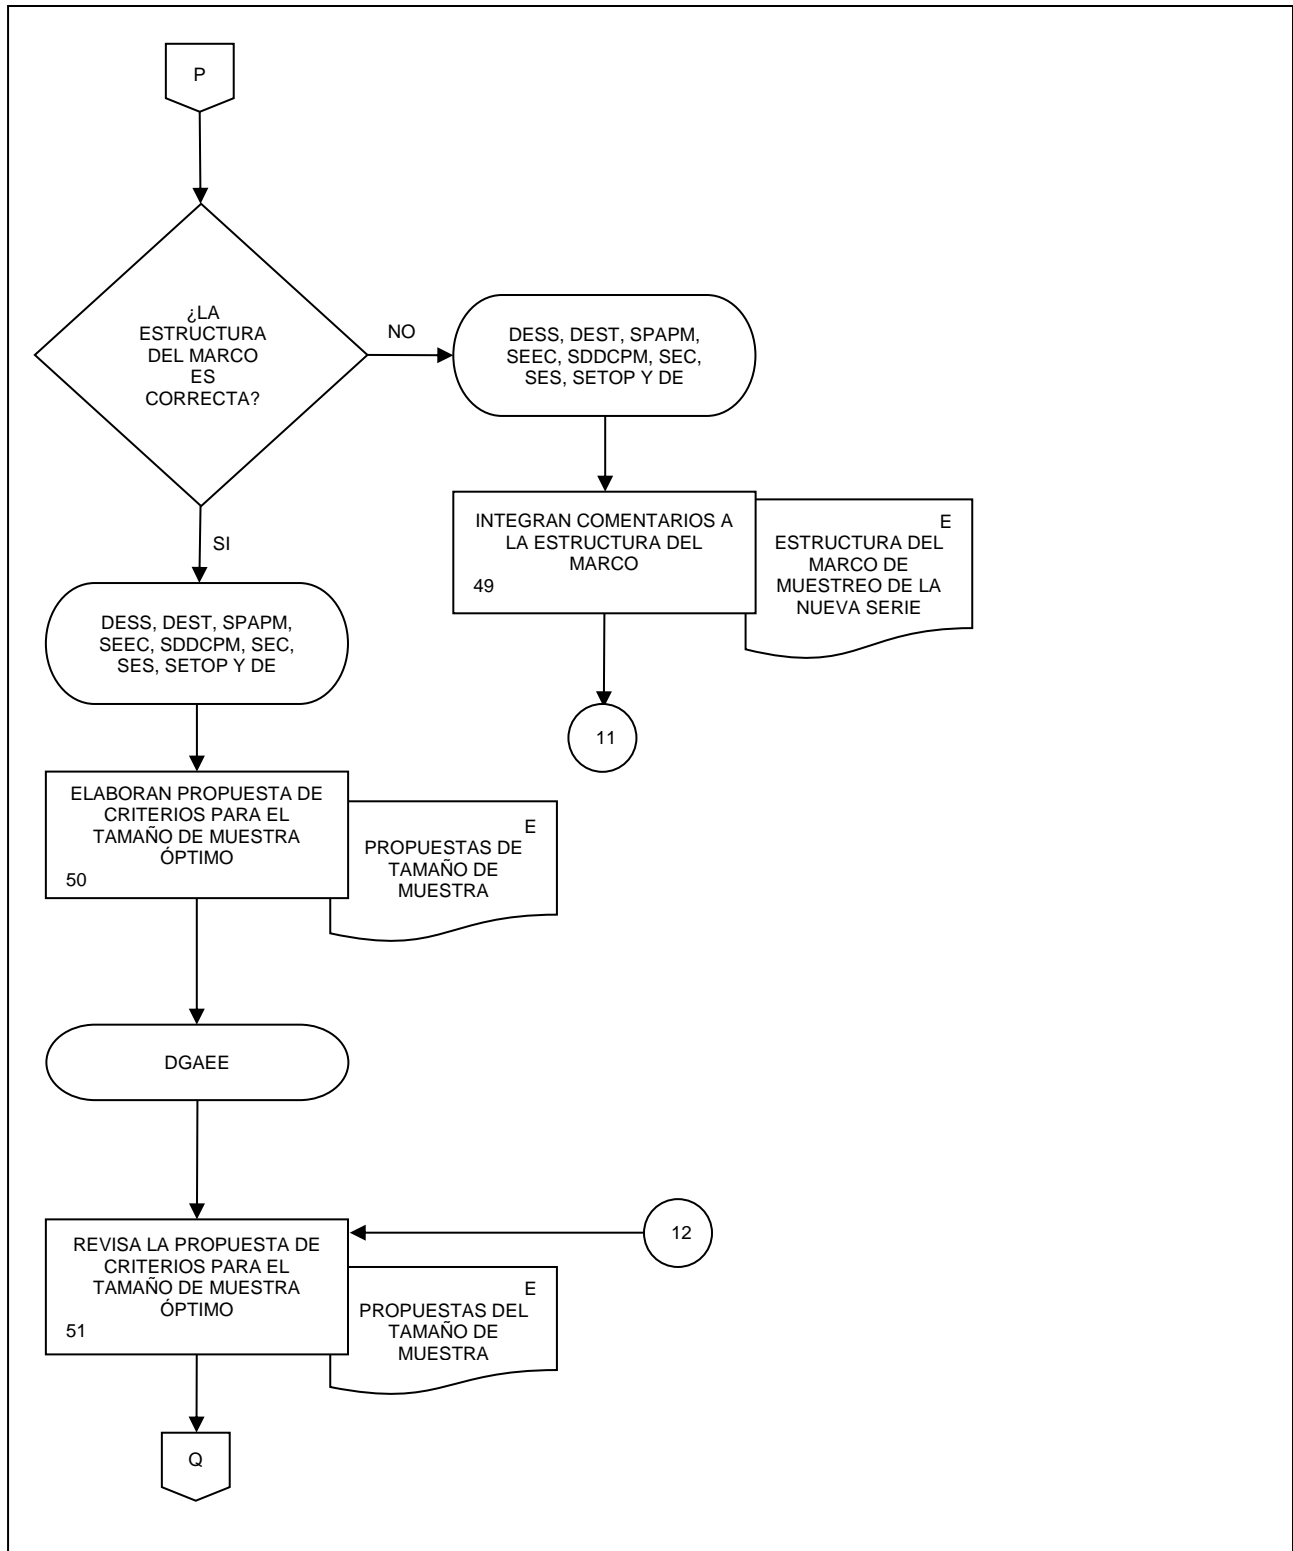 P
¿LA
ESTRUCTURA
DEL MARCO
ES
CORRECTA?
NO
DESS, DEST, SPAPM,
SEEC, SDDCPM, SEC,
SES, SETOP Y DE
INTEGRAN COMENTARIOS A
LA ESTRUCTURA DEL
MARCO
49
E
ESTRUCTURA DEL
MARCO DE
MUESTREO DE LA
NUEVA SERIE
11
SI
DESS, DEST, SPAPM,
SEEC, SDDCPM, SEC,
SES, SETOP Y DE
ELABORAN PROPUESTA DE
CRITERIOS PARA EL
TAMAÑO DE MUESTRA
ÓPTIMO
50
E
PROPUESTAS DE
TAMAÑO DE
MUESTRA
DGAEE
12
REVISA LA PROPUESTA DE
CRITERIOS PARA EL
TAMAÑO DE MUESTRA
ÓPTIMO
51
E
PROPUESTAS DEL
TAMAÑO DE
MUESTRA
Q